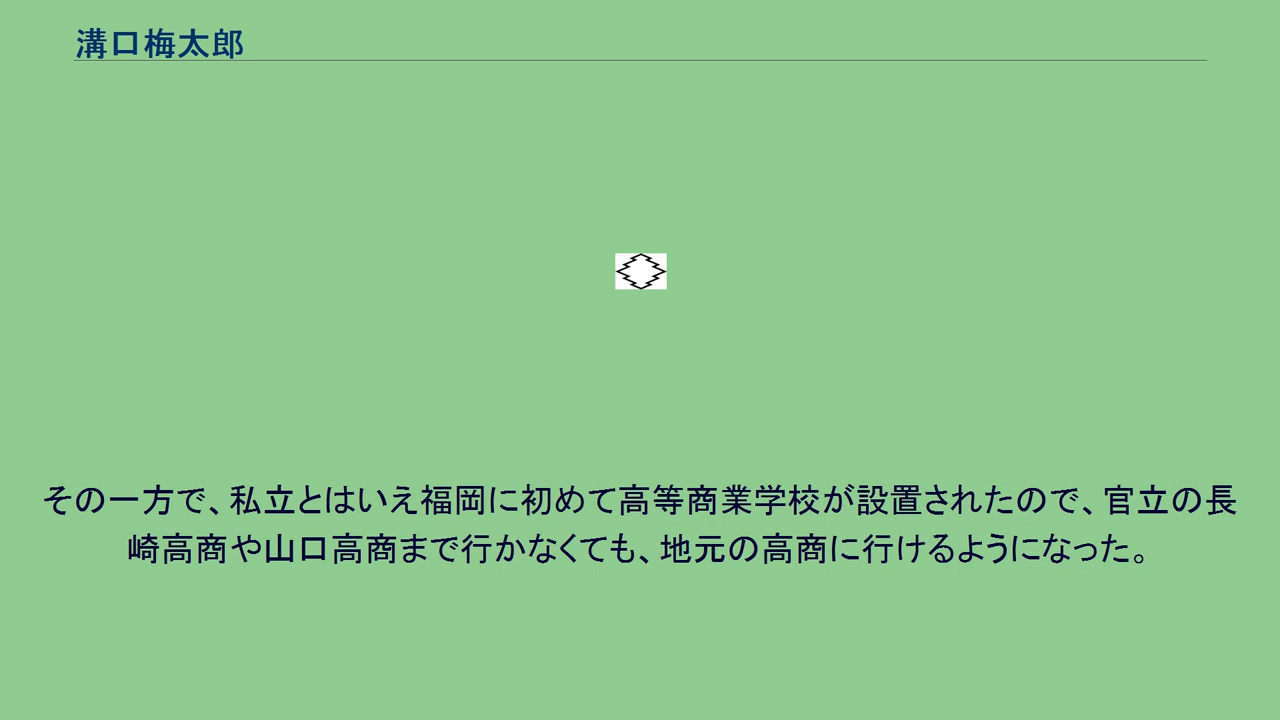 溝口梅太郎
その一方で、私立とはいえ福岡に初めて高等商業学校が設置されたので、官立の長
崎高商や山口高商まで行かなくても、地元の高商に行けるようになった。